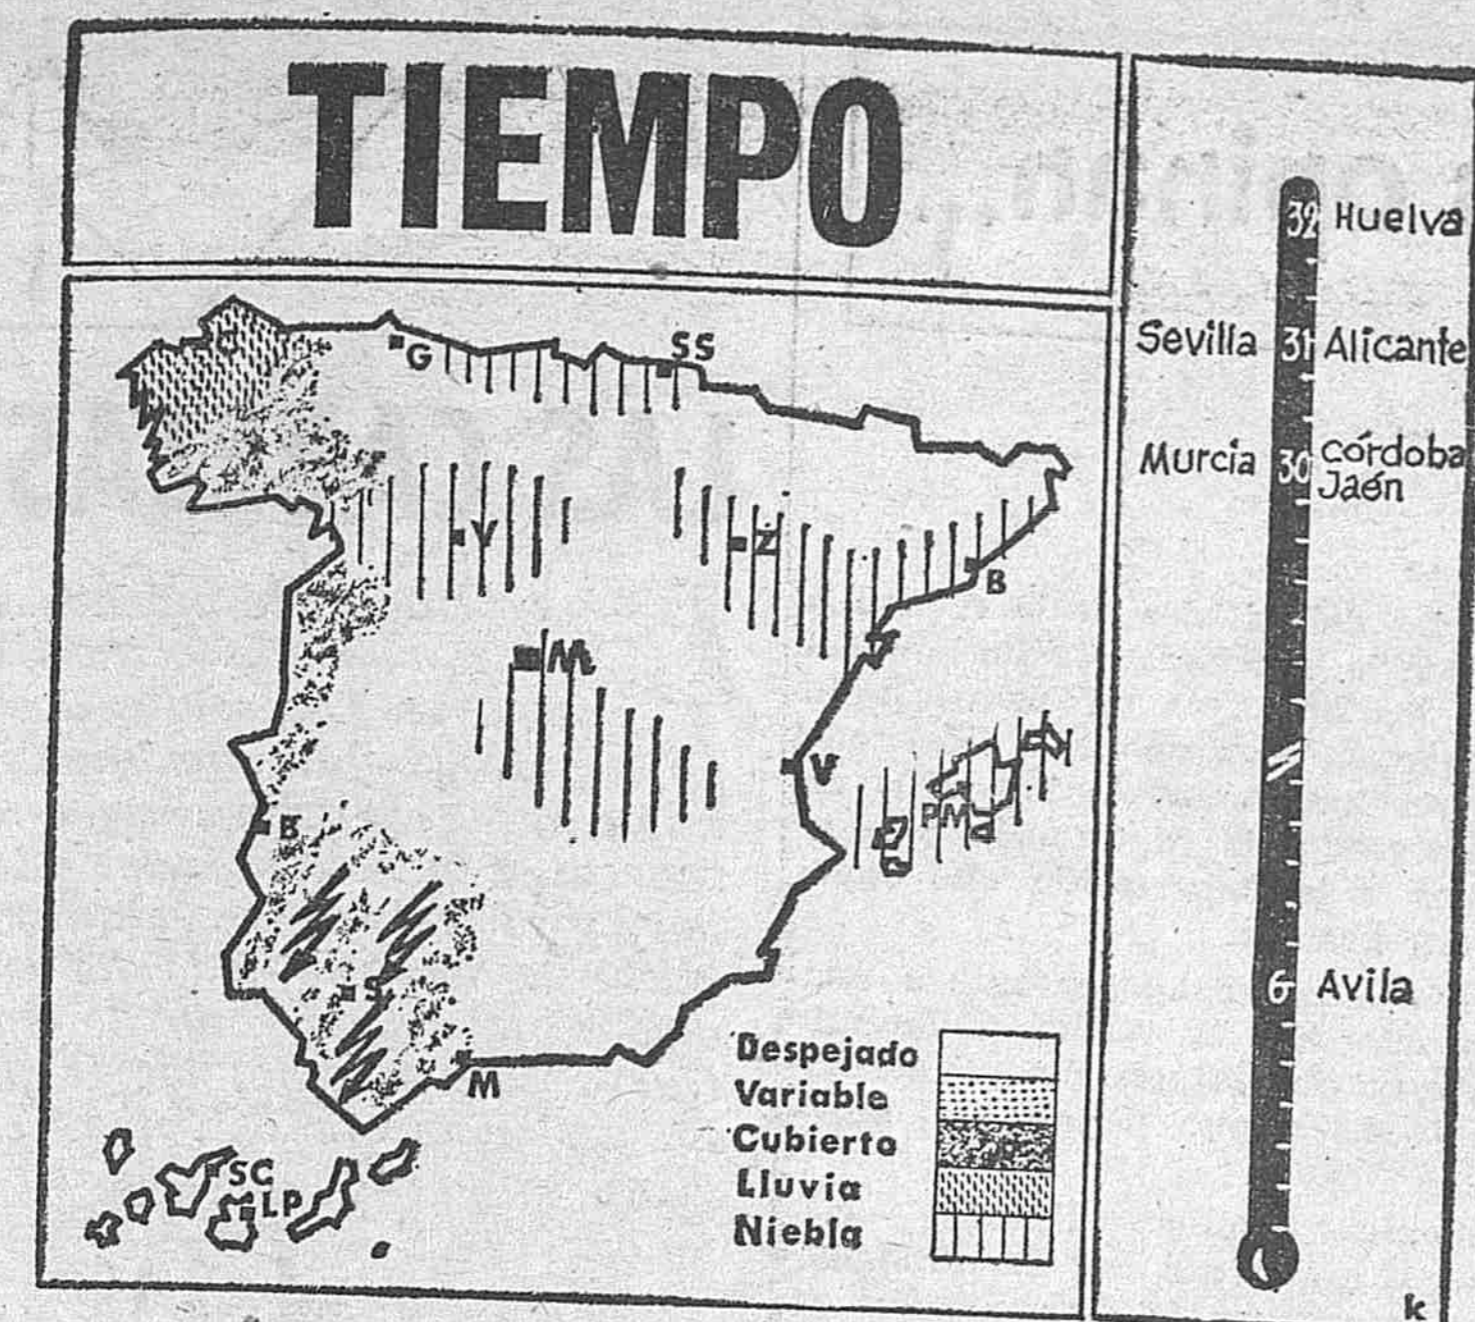 TIEMPO
32 Huelva
Sevilla 31 Alicante
Murcia 30 Córdoba
Jaén
6 Avila
G
SS
V
Z
B
M
V
PM
B
S
M
SC
LP
Despejado
Variable
Cubierto
Lluvia
Niebla
k